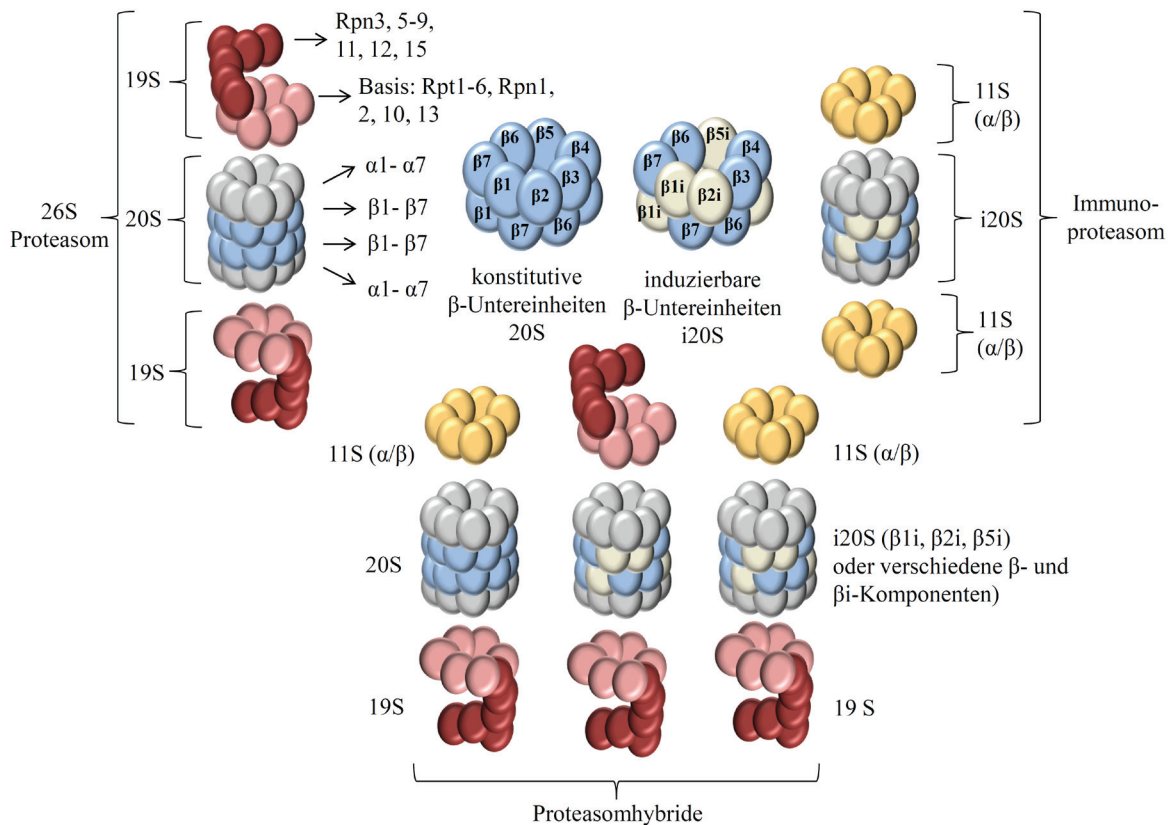 Rpn3, 5-9,
11, 12, 15
19S
Basis: Rpt1-6, Rpn1,
2, 10, 13
26S
Proteasom
20S
α1- α7
β1- β7
β1- β7
α1- α7
19S
β6
β5
β7
β4
β1
β2
β3
β1
β7
β6
konstitutive
β-Untereinheiten
20S
β6
β5i
β7
β4
β1i
β2i
β3
β1i
β7
β6
induzierbare
β-Untereinheiten
i20S
11S
(α/β)
i20S
Immuno-
proteasom
11S
(α/β)
11S (α/β)
11S (α/β)
20S
i20S (β1i, β2i, β5i)
oder verschiedene β- und
βi-Komponenten)
19S
19 S
Proteasomhybride